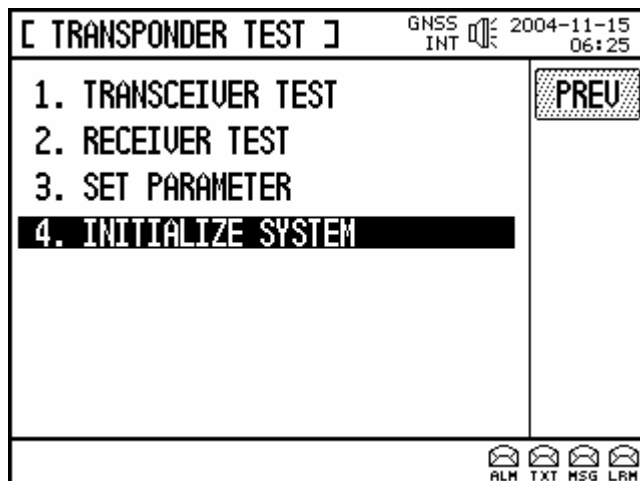 [ TRANSPONDER TEST ]
GNSS
INT
2004-11-15
06:25
1. TRANSCEIVER TEST
2. RECEIVER TEST
3. SET PARAMETER
4. INITIALIZE SYSTEM
PREV
ALM TXT MSG LRM